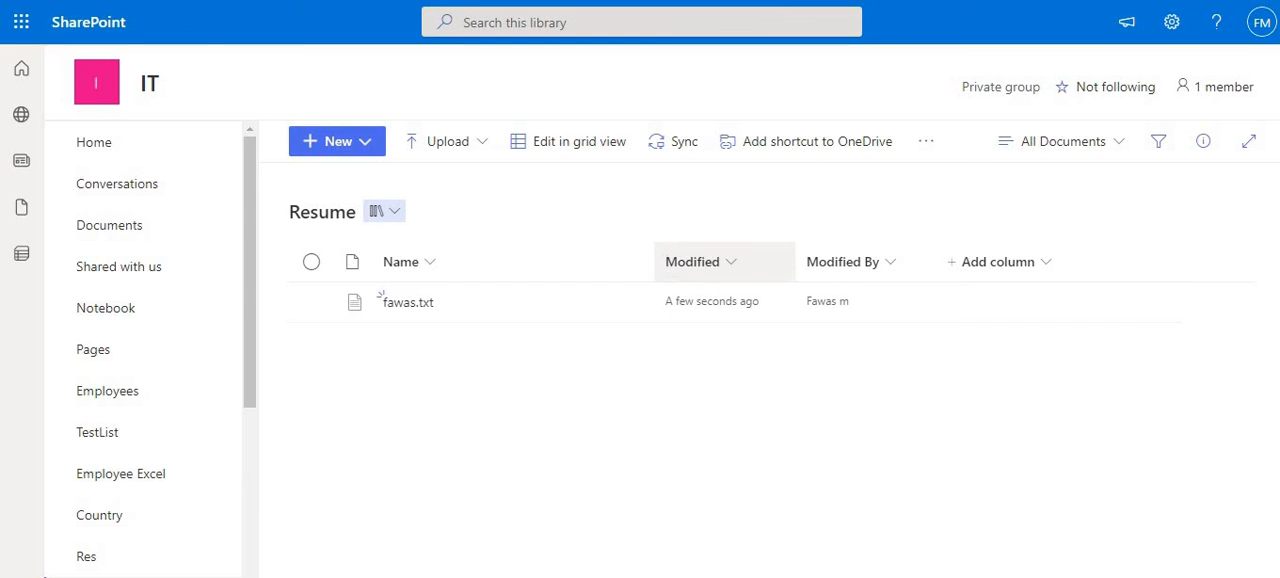 SharePoint
Search this library
? FM
I IT
Private group Not following 1 member
Home
Conversations
Documents
Shared with us
Notebook
Pages
Employees
TestList
Employee Excel
Country
Res
+ New Upload Edit in grid view Sync Add shortcut to OneDrive ... All Documents
Resume
Name Modified Modified By + Add column
fawas.txt A few seconds ago Fawas m